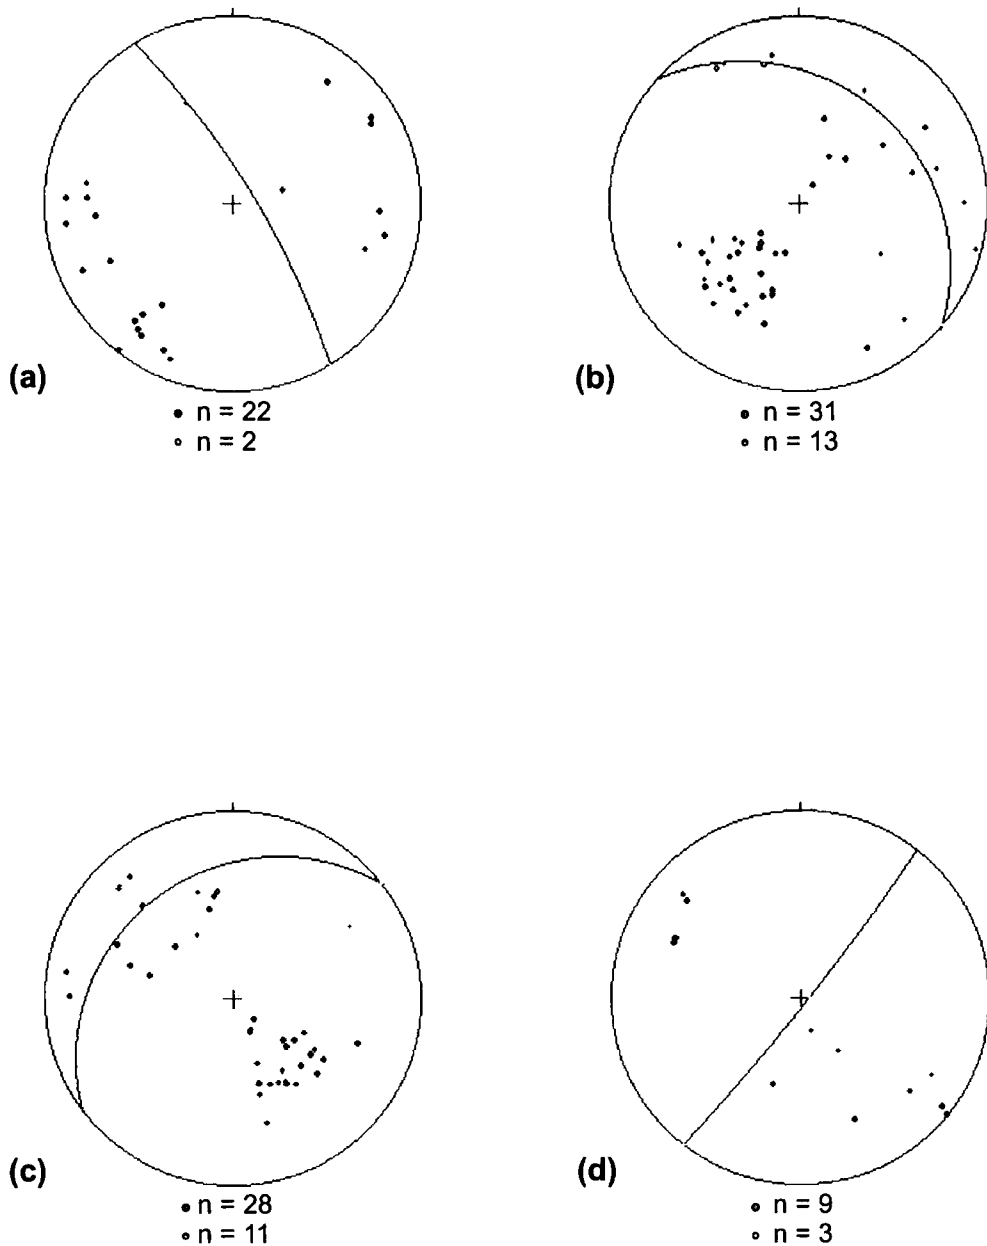 (a)
● n = 22
○ n = 2
(b)
● n = 31
○ n = 13
(c)
● n = 28
○ n = 11
(d)
● n = 9
○ n = 3